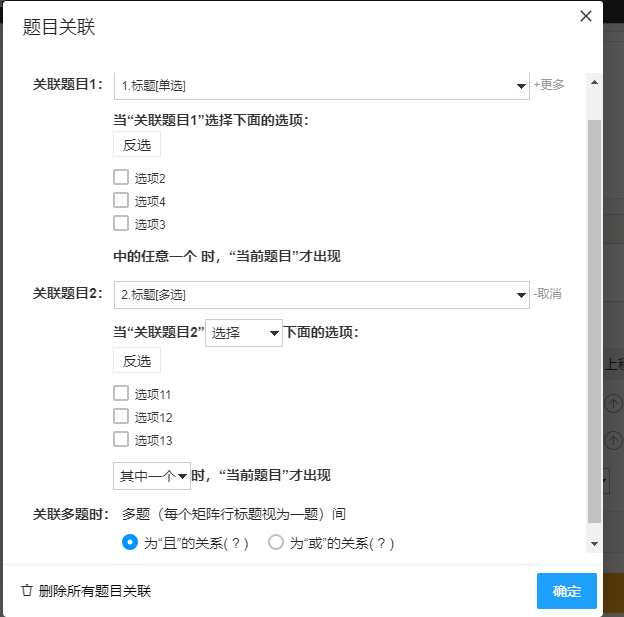 题目关联
关联题目1： 1.标题[单选] +更多
当“关联题目1”选择下面的选项：
反选
选项2
选项4
选项3
中的任意一个 时，“当前题目”才出现
关联题目2： 2.标题[多选] -取消
当“关联题目2” 选择 下面的选项：
反选
选项11
选项12
选项13
其中一个 时，“当前题目”才出现
关联多题时： 多题（每个矩阵行标题视为一题）间
为“且”的关系(？) 为“或”的关系(？)
删除所有题目关联 确定